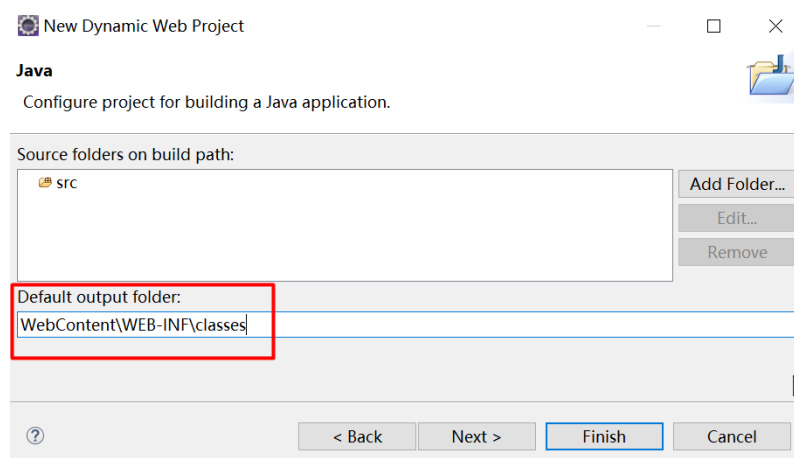 New Dynamic Web Project
Java
Configure project for building a Java application.
Source folders on build path:
src
Add Folder...
Edit...
Remove
Default output folder:
WebContent\WEB-INF\classes
< Back Next > Finish Cancel